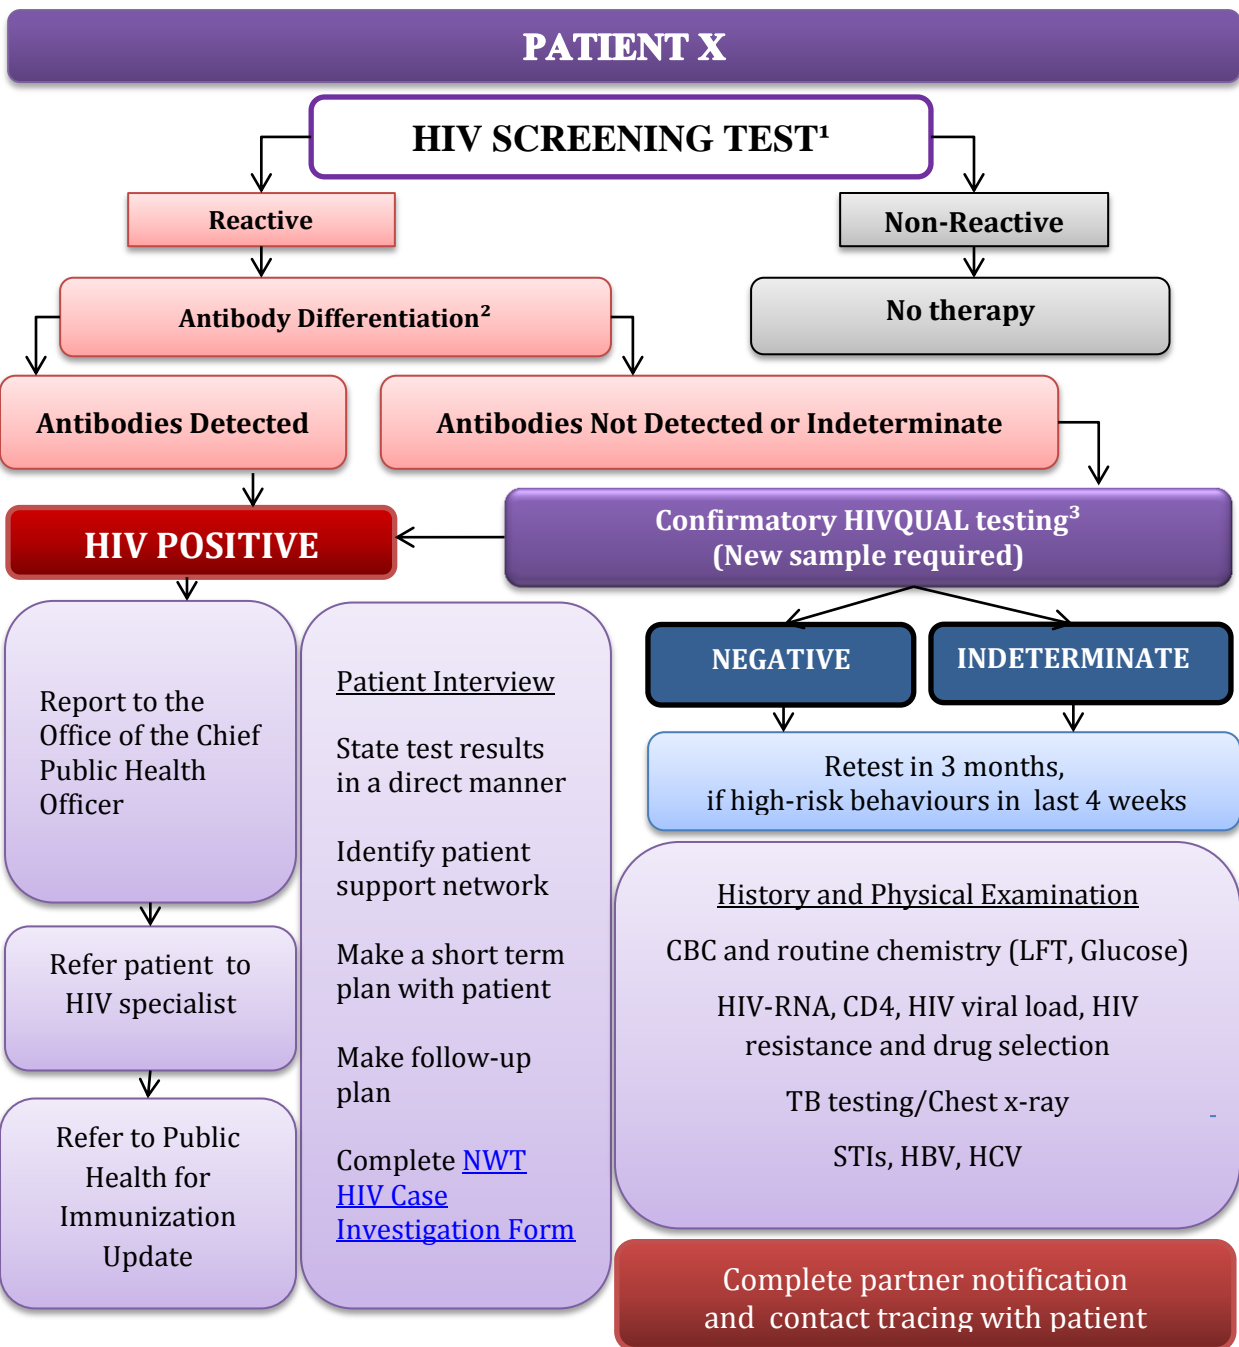 PATIENT X
HIV SCREENING TEST¹
Reactive
Non-Reactive
Antibody Differentiation²
No therapy
Antibodies Detected
Antibodies Not Detected or Indeterminate
HIV POSITIVE
Confirmatory HIVQUAL testing³
(New sample required)
NEGATIVE
INDETERMINATE
Retest in 3 months,
if high-risk behaviours in last 4 weeks
Report to the
Office of the Chief
Public Health
Officer
Refer patient to
HIV specialist
Refer to Public
Health for
Immunization
Update
Patient Interview
State test results
in a direct manner
Identify patient
support network
Make a short term
plan with patient
Make follow-up
plan
Complete NWT
HIV Case
Investigation Form
History and Physical Examination
CBC and routine chemistry (LFT, Glucose)
HIV-RNA, CD4, HIV viral load, HIV
resistance and drug selection
TB testing/Chest x-ray
STIs, HBV, HCV
Complete partner notification
and contact tracing with patient